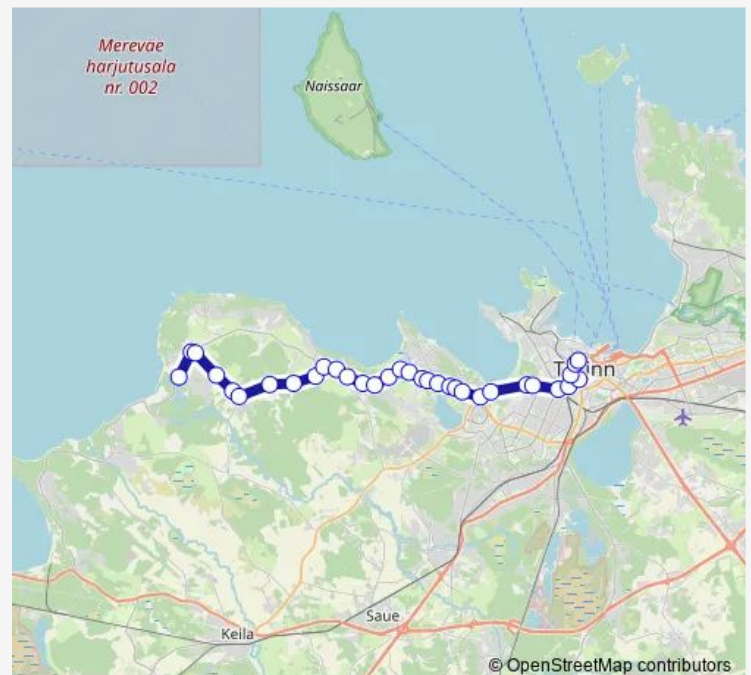 Mereväe
harjutusala
nr. 002
Naissaar
Saue
Keila
© OpenStreetMap contributors